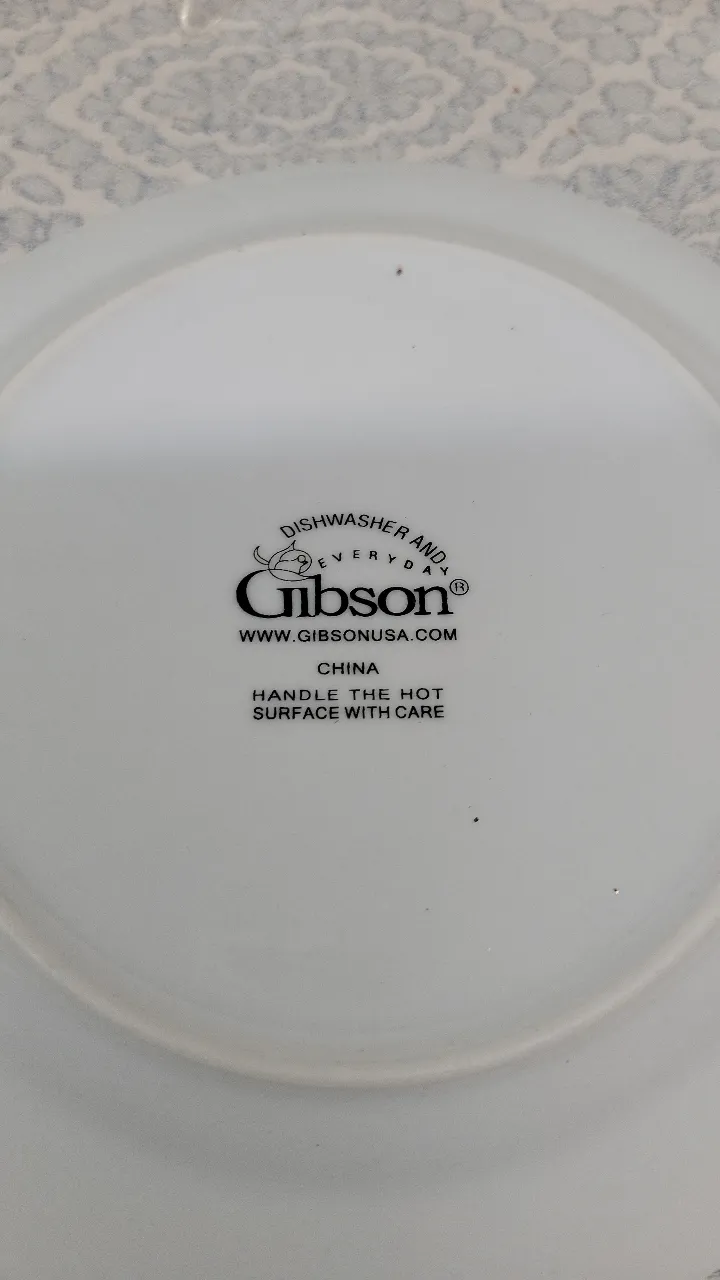 DISHWASHER AND
EVERYDAY
Gibson®
WWW.GIBSONUSA.COM
CHINA
HANDLE THE HOT
SURFACE WITH CARE